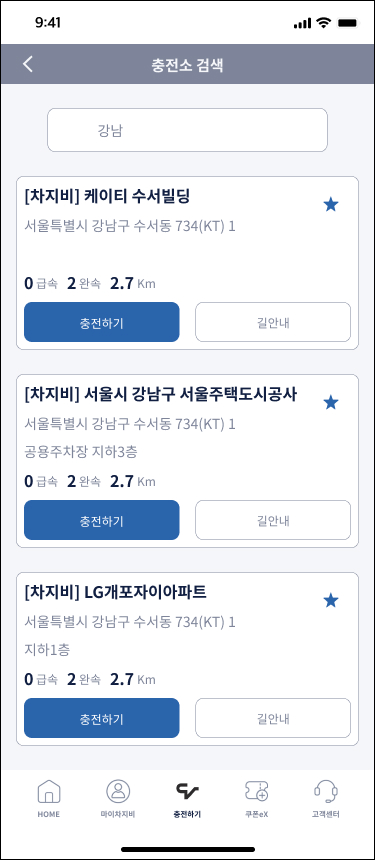 9:41
충전소 검색
강남
[차지비] 케이티 수서빌딩
서울특별시 강남구 수서동 734(KT) 1
0 급속 2 완속 2.7 Km
충전하기 길안내
[차지비] 서울시 강남구 서울주택도시공사
서울특별시 강남구 수서동 734(KT) 1
공용주차장 지하3층
0 급속 2 완속 2.7 Km
충전하기 길안내
[차지비] LG개포자이아파트
서울특별시 강남구 수서동 734(KT) 1
지하1층
0 급속 2 완속 2.7 Km
충전하기 길안내
HOME 마이차지비 충전하기 쿠폰eX 고객센터